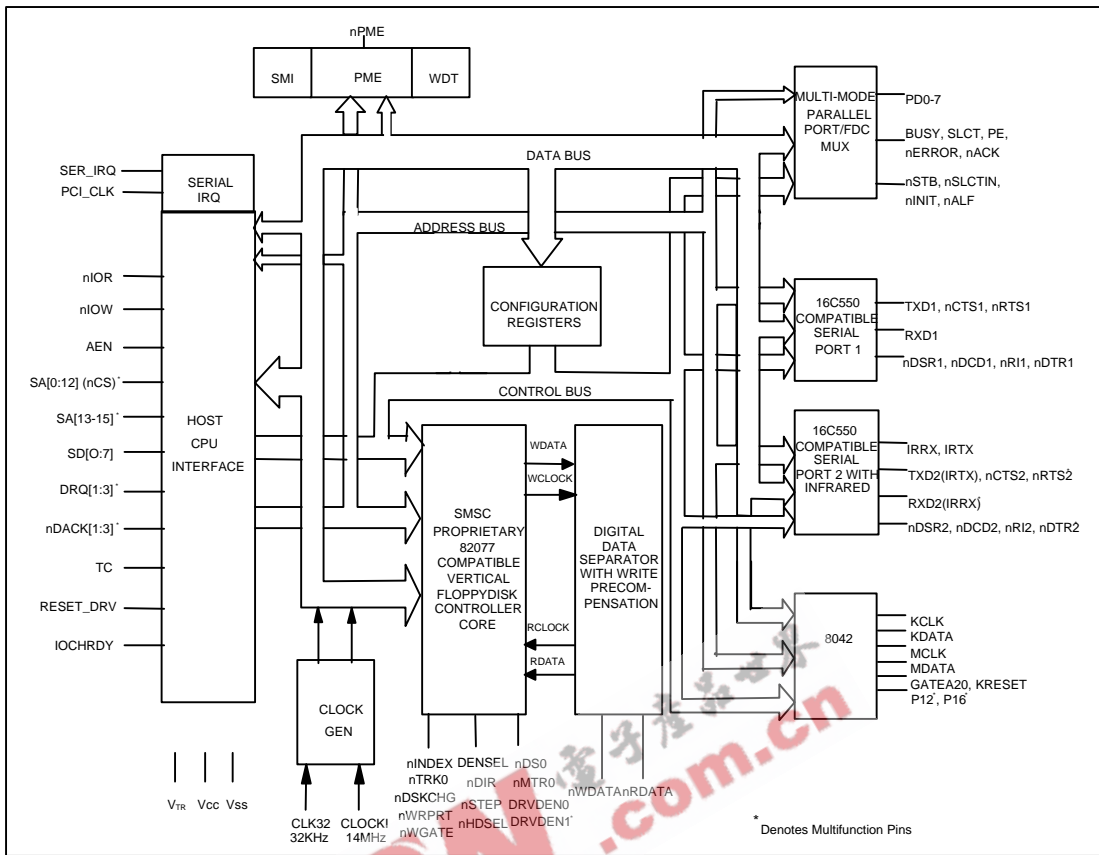 nPME
SMI
PME
WDT
SERIAL
IRQ
SER_IRQ
PCI_CLK
nIOR
nIOW
AEN
SA[0:12] (nCS)*
SA[13-15]*
SD[O:7]
DRQ[1:3]*
nDACK[1:3]*
TC
RESET_DRV
IOCHRDY
HOST
CPU
INTERFACE
DATA BUS
ADDRESS BUS
CONFIGURATION
REGISTERS
CONTROL BUS
SMSC
PROPRIETARY
82077
COMPATIBLE
VERTICAL
FLOPPYDISK
CONTROLLER
CORE
WDATA
WCLOCK
RCLOCK
RDATA
DIGITAL
DATA
SEPARATOR
WITH WRITE
PRECOM-
PENSATION
MULTI-MODE
PARALLEL
PORT/FDC
MUX
PD0-7
BUSY, SLCT, PE,
nERROR, nACK
nSTB, nSLCTIN,
nINIT, nALF
16C550
COMPATIBLE
SERIAL
PORT 1
TXD1, nCTS1, nRTS1
RXD1
nDSR1, nDCD1, nRI1, nDTR1
16C550
COMPATIBLE
SERIAL
PORT 2 WITH
INFRARED
IRRX, IRTX
TXD2(IRTX), nCTS2, nRTS2*
RXD2(IRRX)*
nDSR2, nDCD2, nRI2, nDTR2*
8042
KCLK
KDATA
MCLK
MDATA
GATEA20, KRESET
P12*, P16*
CLOCK
GEN
VTR Vcc Vss
CLK32
32KHz
CLOCKI
14MHz
nINDEX
nTRK0
nDSKCHG
nWRPRT
nWGATE
DENSEL
nDIR
nSTEP
nHDSEL
nDS0
nMTR0
DRVDEN0
DRVDEN1*
nWDATA nRDATA
* Denotes Multifunction Pins
電子產品世界
.com.cn